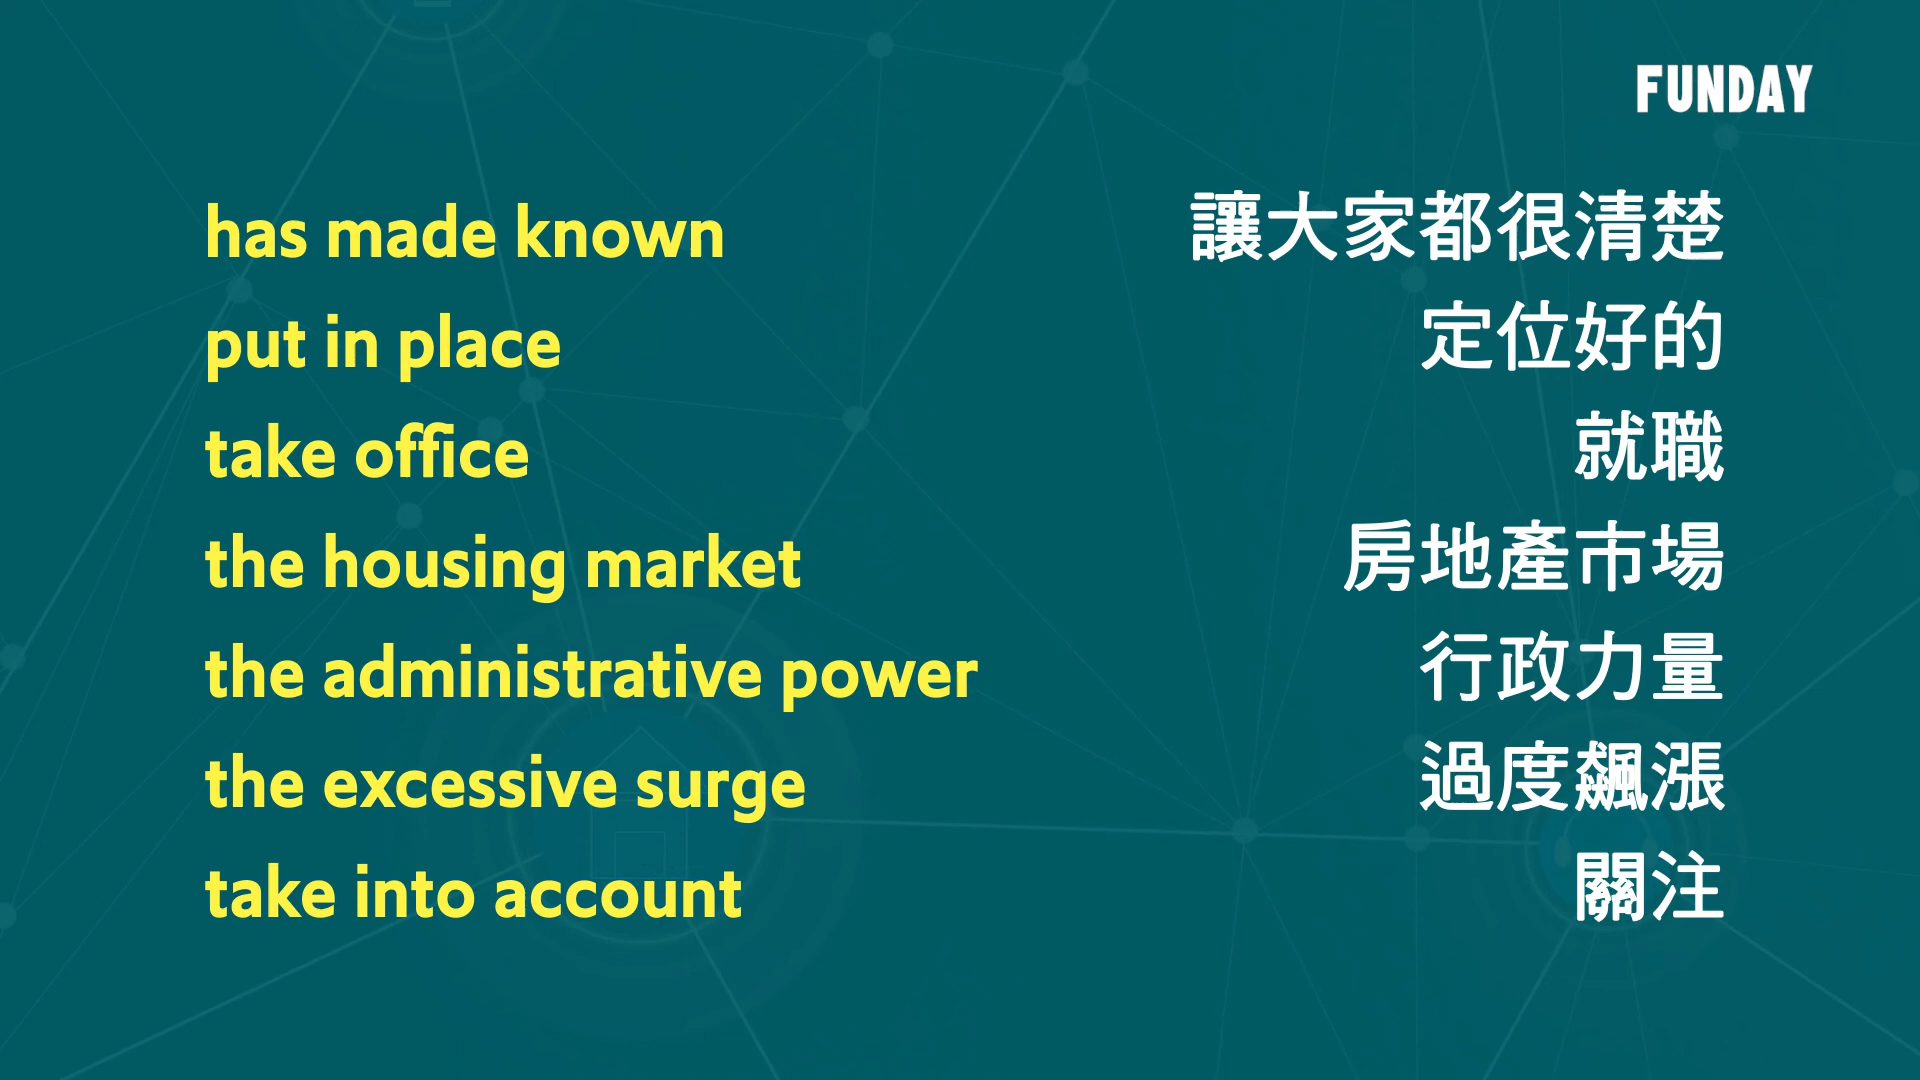 FUNDAY
has made known 讓大家都很清楚
put in place 定位好的
take office 就職
the housing market 房地產市場
the administrative power 行政力量
the excessive surge 過度飆漲
take into account 關注